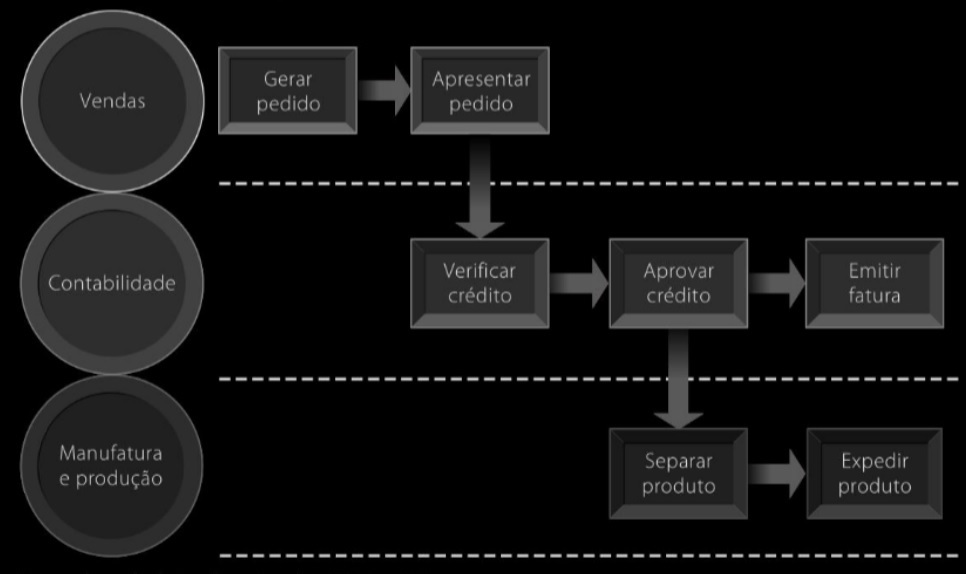 Vendas
Gerar
pedido
Apresentar
pedido
Contabilidade
Verificar
crédito
Aprovar
crédito
Emitir
fatura
Manufatura
e produção
Separar
produto
Expedir
produto